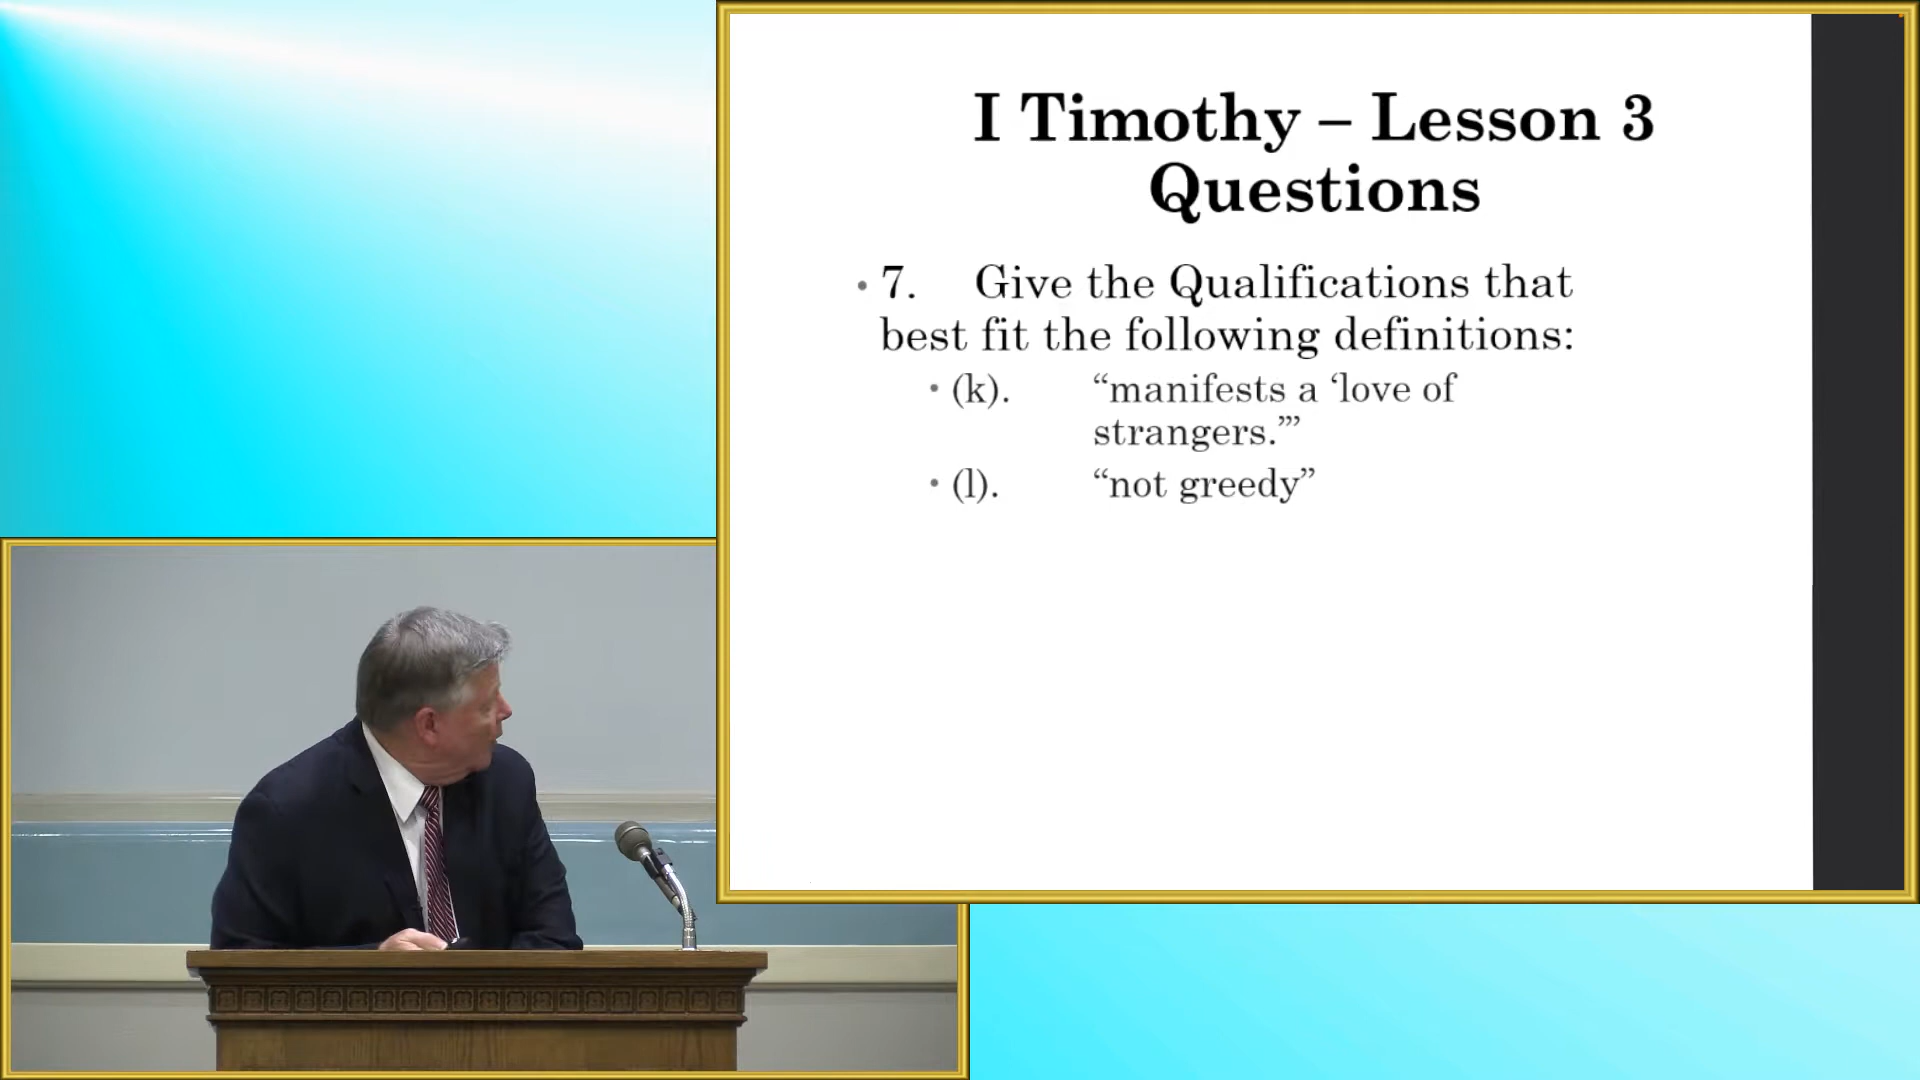 I Timothy – Lesson 3
Questions
• 7. Give the Qualifications that
best fit the following definitions:
• (k). “manifests a ‘love of
strangers.’”
• (l). “not greedy”